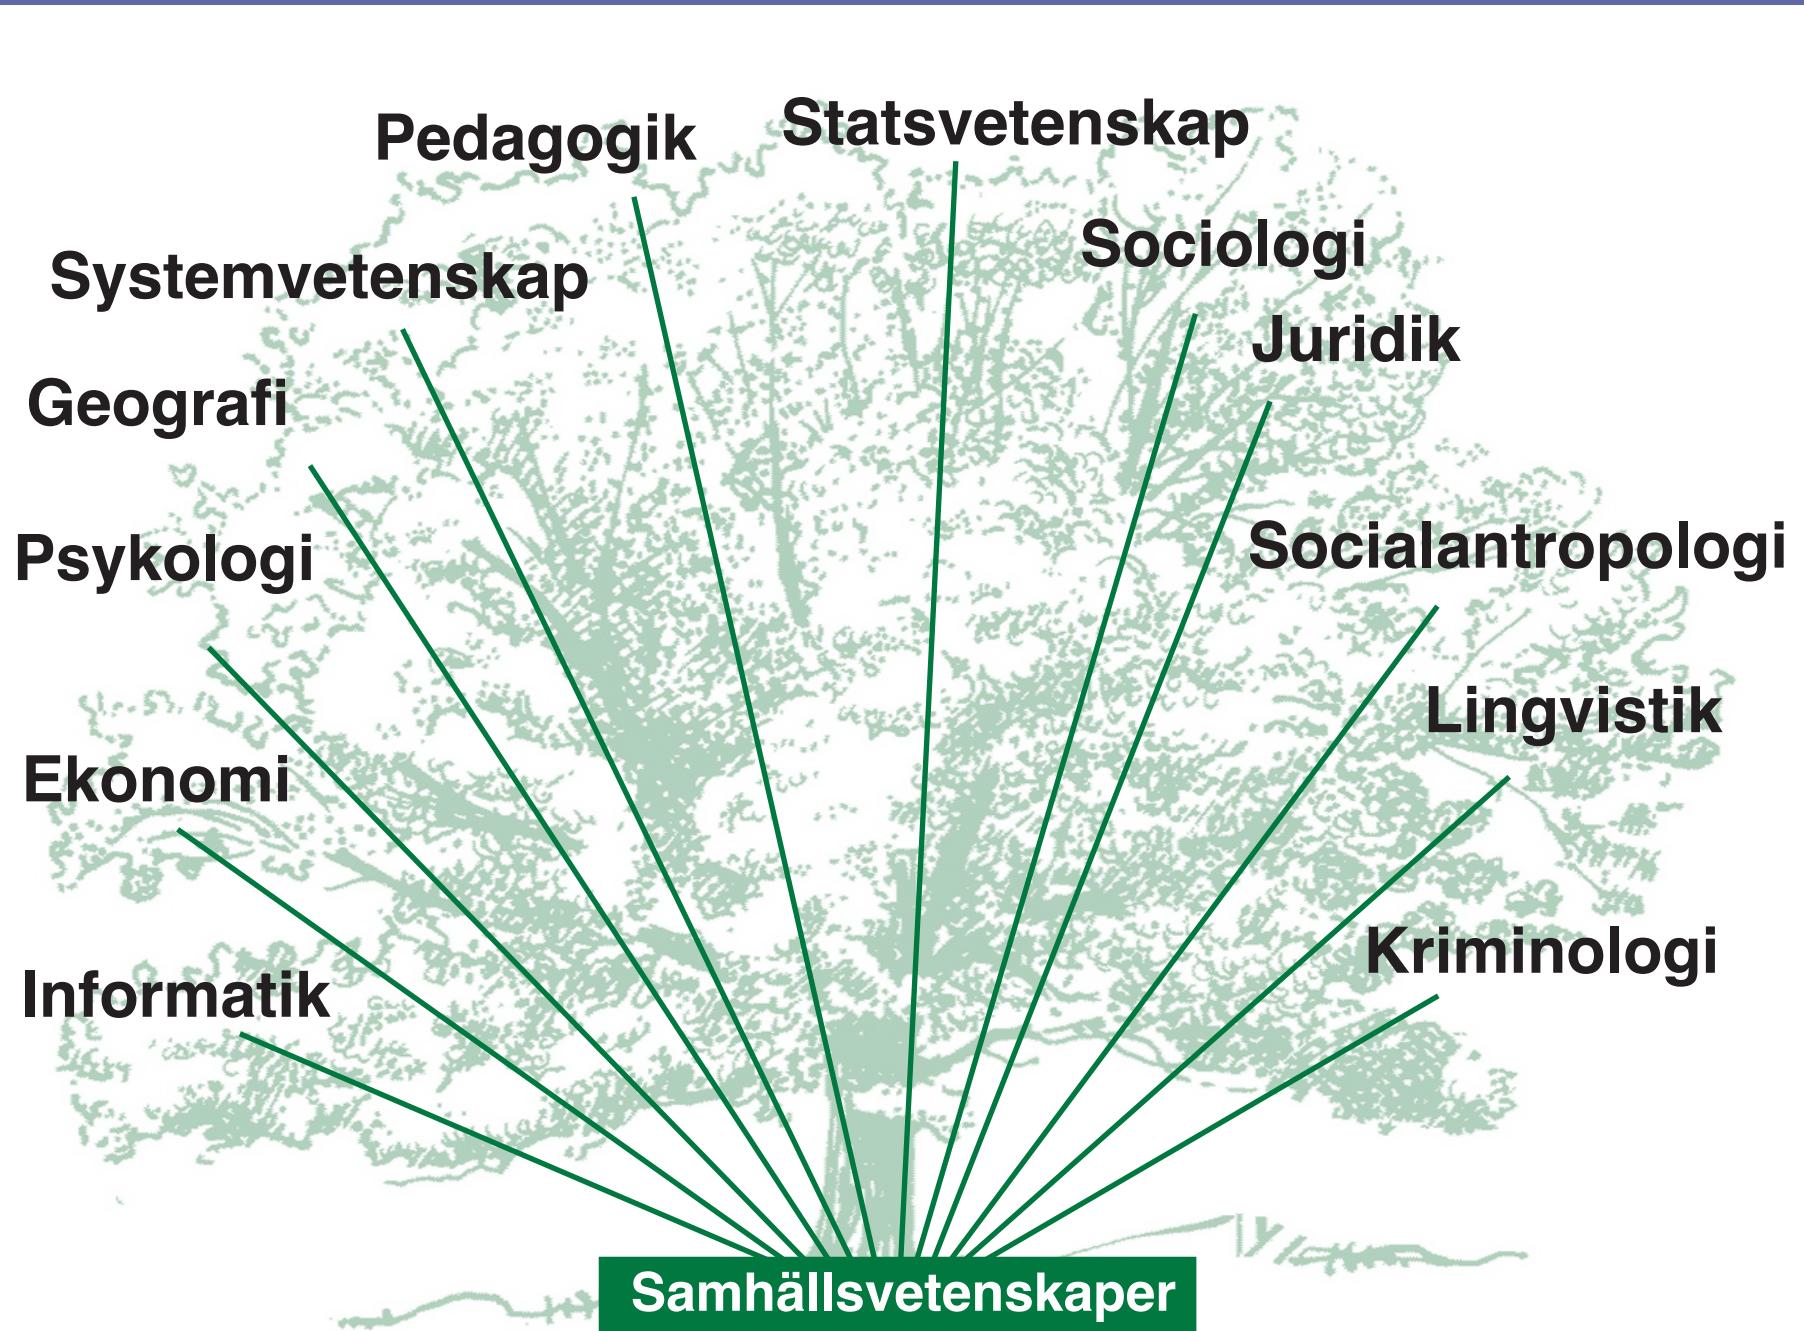 Pedagogik
Statsvetenskap
Systemvetenskap
Sociologi
Juridik
Geografi
Psykologi
Socialantropologi
Lingvistik
Ekonomi
Kriminologi
Informatik
Samhällsvetenskaper